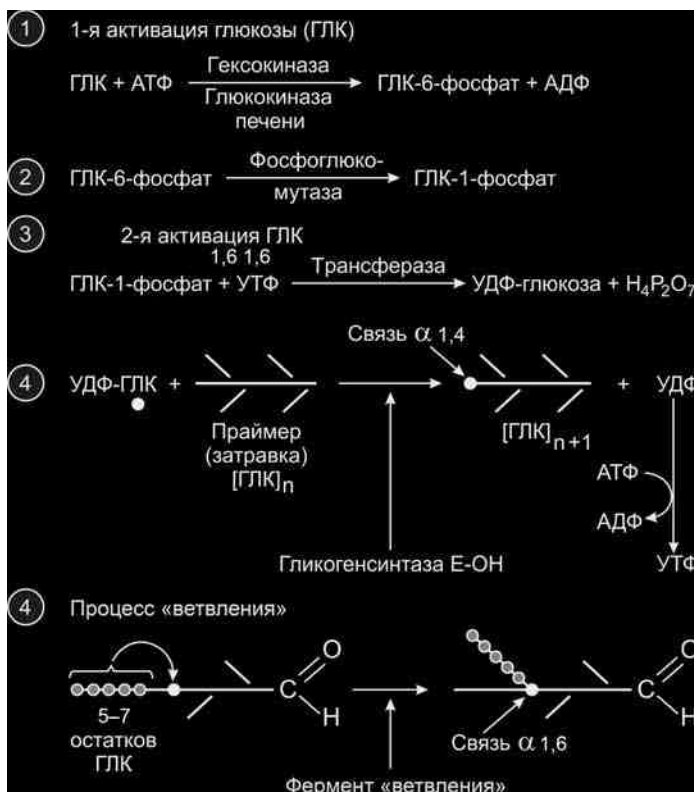 1 1-я активация глюкозы (ГЛК)
ГЛК + АТФ Гексокиназа ГЛК-6-фосфат + АДФ
Глюкокиназа
печени
2 ГЛК-6-фосфат Фосфоглюко- ГЛК-1-фосфат
мутаза
3
2-я активация ГЛК
1,6 1,6
ГЛК-1-фосфат + УТФ Трансфераза УДФ-глюкоза + H₄P₂O₇
Связь α 1,4
4 УДФ-ГЛК + + УДФ
Праймер
(затравка)
[ГЛК]n
[ГЛК]n+1
АТФ
АДФ
Гликогенсинтаза E-OH УТФ
4 Процесс «ветвления»
O
C
H
5–7
остатков
ГЛК
O
C
H
Связь α 1,6
Фермент «ветвления»